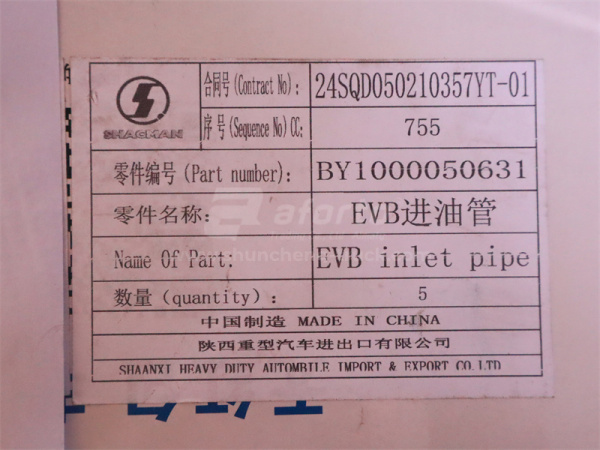 SHACMAN
合同号(Contract No): 24SQD050210357YT-01
序号(Sequence No)CC: 755
零件编号(Part number): BY1000050631
零件名称: EVB进油管
Name Of Part: EVB inlet pipe
数量(quantity): 5
中国制造 MADE IN CHINA
陕西重型汽车进出口有限公司
SHAANXI HEAVY DUTY AUTOMBILE IMPORT & EXPORT CO.LTD